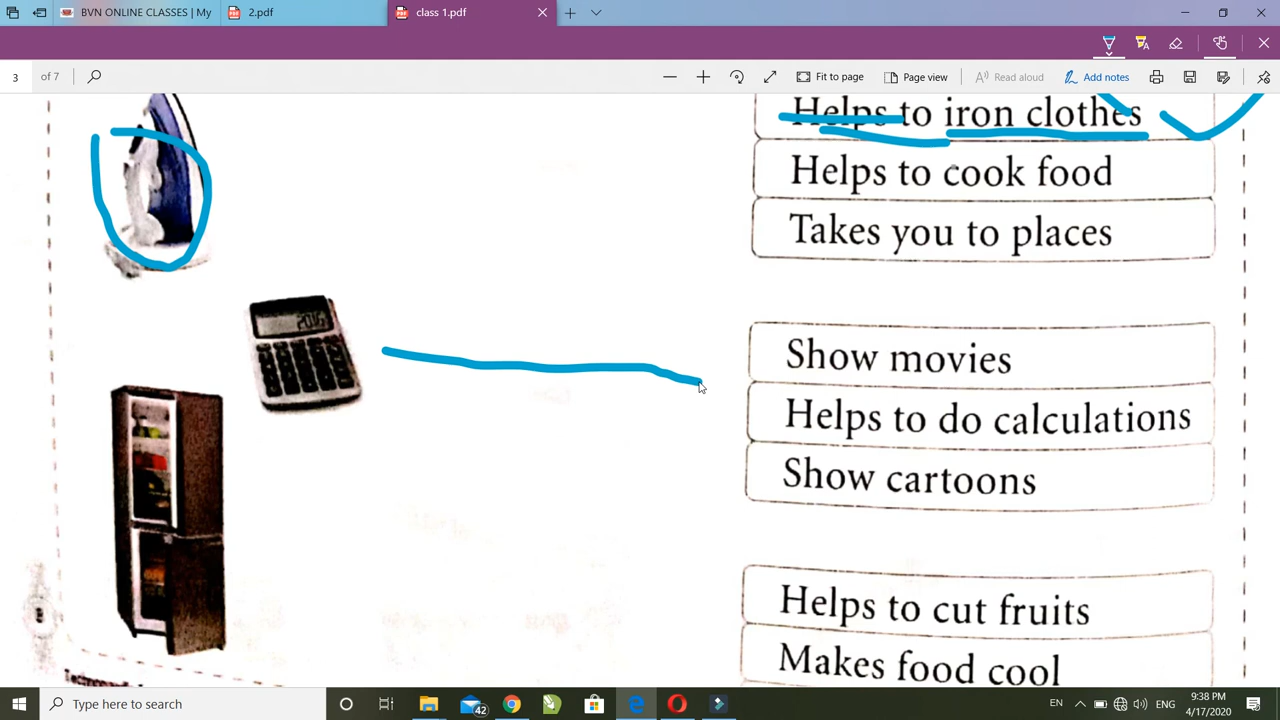 BVN ONLINE CLASSES | My
2.pdf
class 1.pdf
3
of 7
Fit to page
Page view
Read aloud
Add notes
Helps to iron clothes
Helps to cook food
Takes you to places
2016
Show movies
Helps to do calculations
Show cartoons
Helps to cut fruits
Makes food cool
Type here to search
42
EN
9:38 PM
4/17/2020